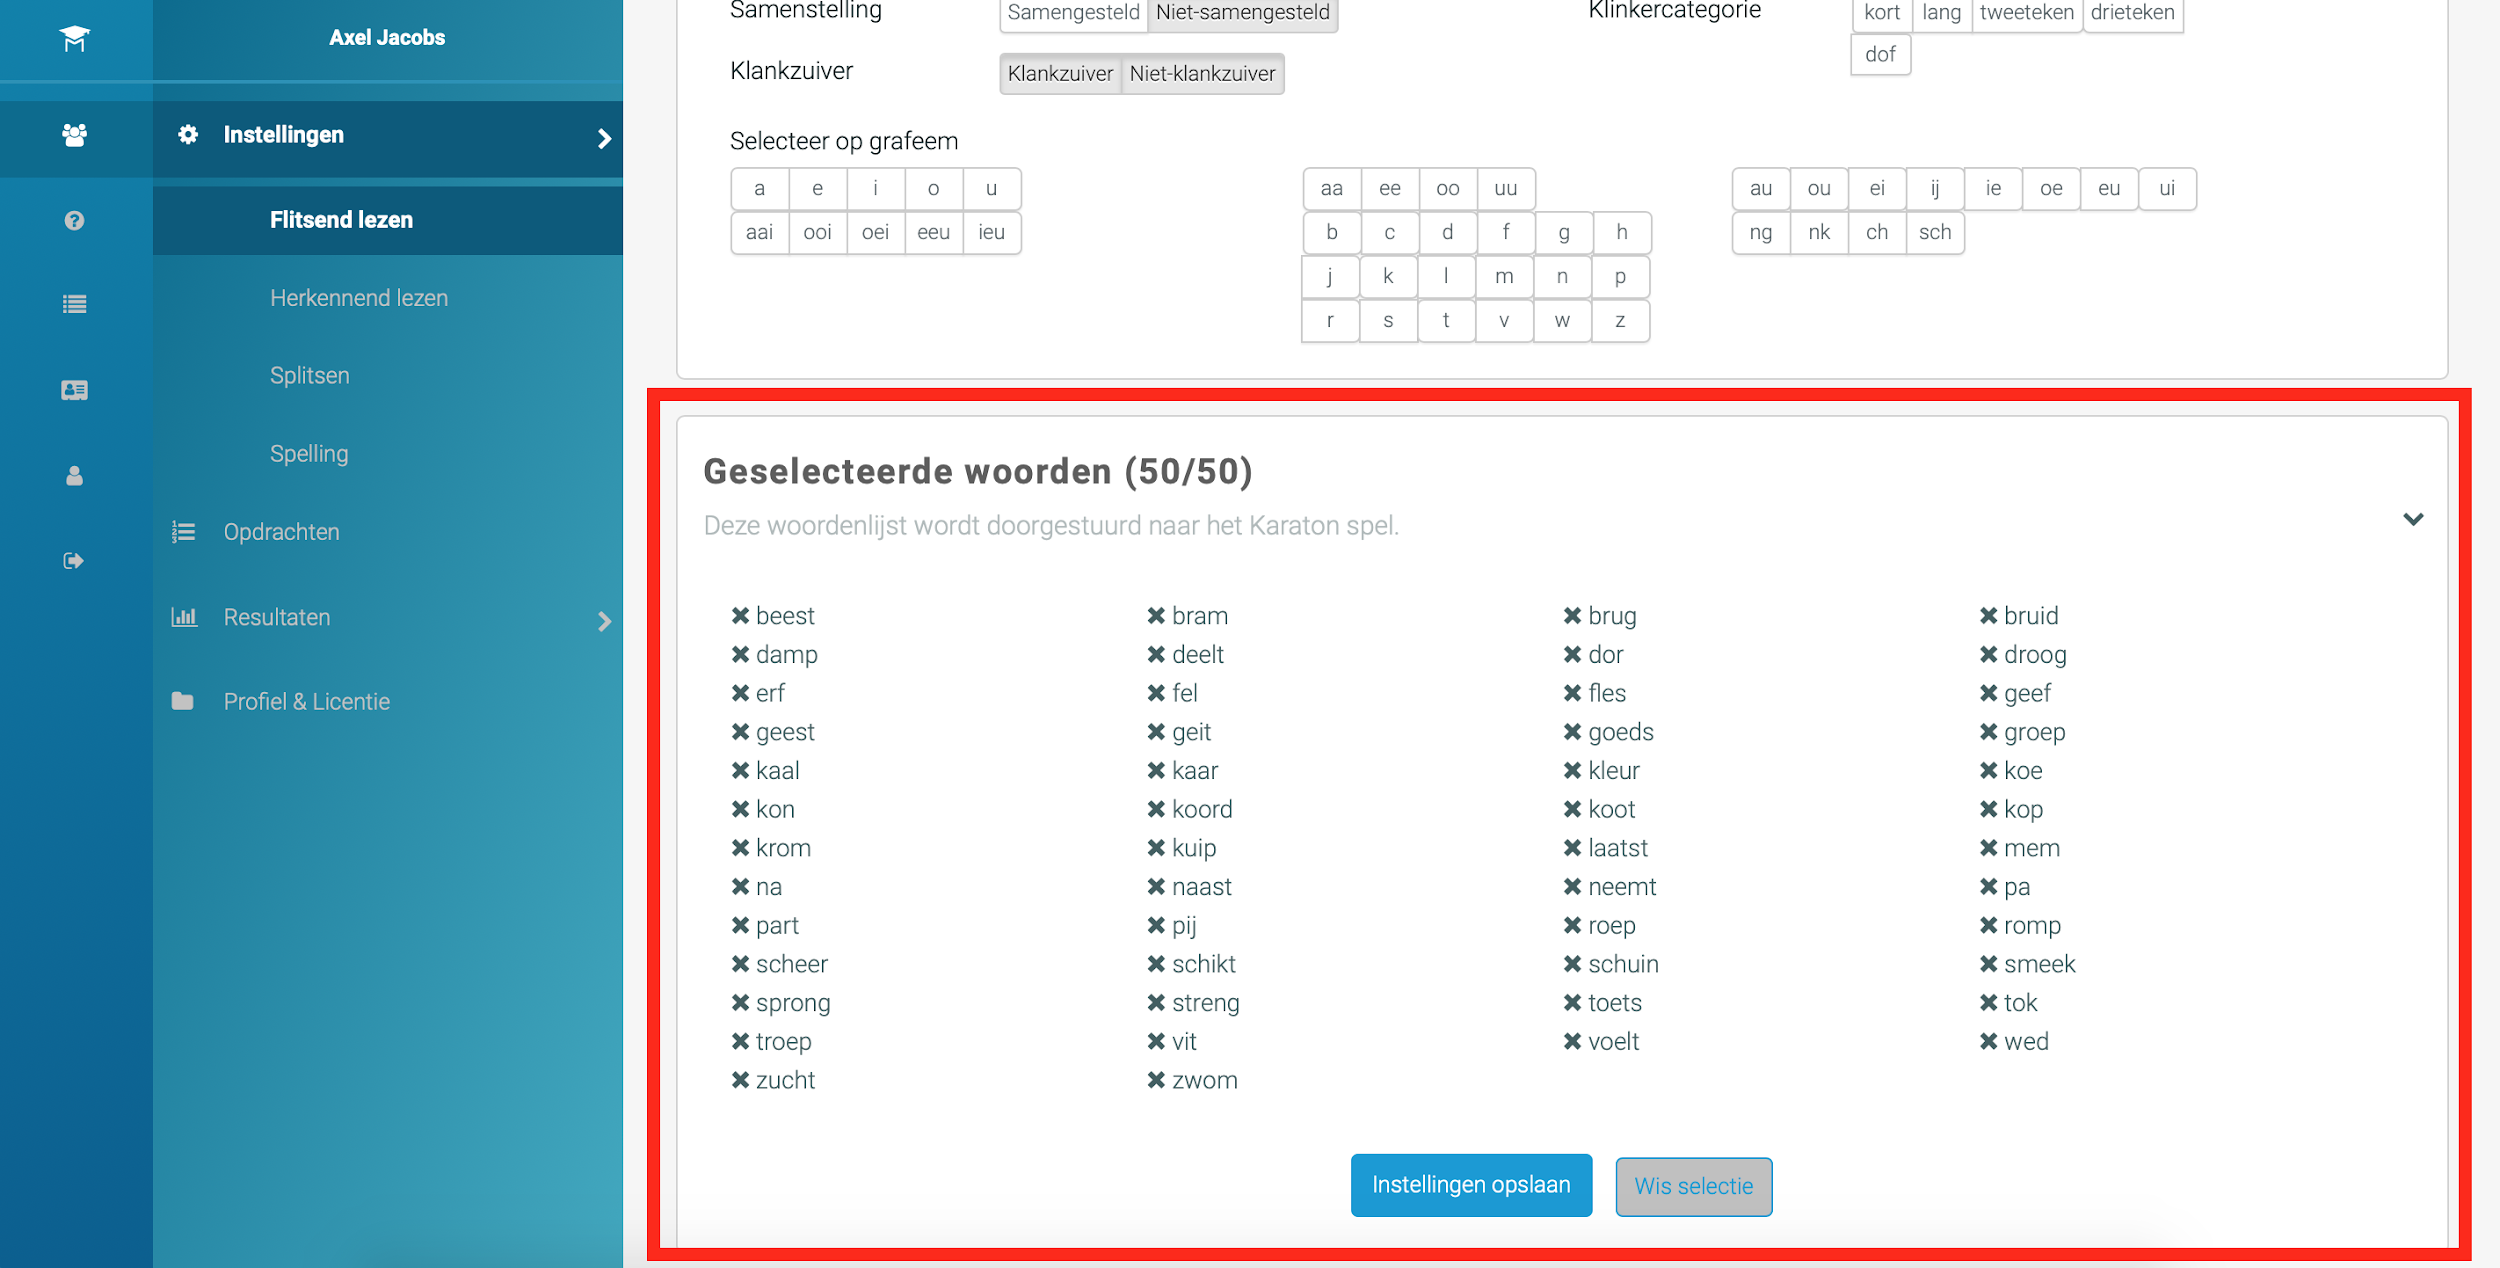 Axel Jacobs
Instellingen
Flitsend lezen
Herkennend lezen
Splitsen
Spelling
Opdrachten
Resultaten
Profiel & Licentie
Samenstelling Samengesteld Niet-samengesteld Klinkercategorie kort lang tweeteken drieteken
dof
Klankzuiver Klankzuiver Niet-klankzuiver
Selecteer op grafeem
a e i o u aa ee oo uu au ou ei ij ie oe eu ui
aai ooi oei eeu ieu b c d f g h ng nk ch sch
j k l m n p
r s t v w z
Geselecteerde woorden (50/50)
Deze woordenlijst wordt doorgestuurd naar het Karaton spel.
beest bram brug bruid
damp deelt dor droog
erf fel fles geef
geest geit goeds groep
kaal kaar kleur koe
kon koord koot kop
krom kuip laatst mem
na naast neemt pa
part pij roep romp
scheer schikt schuin smeek
sprong streng toets tok
troep vit voelt wed
zucht zwom
Instellingen opslaan Wis selectie